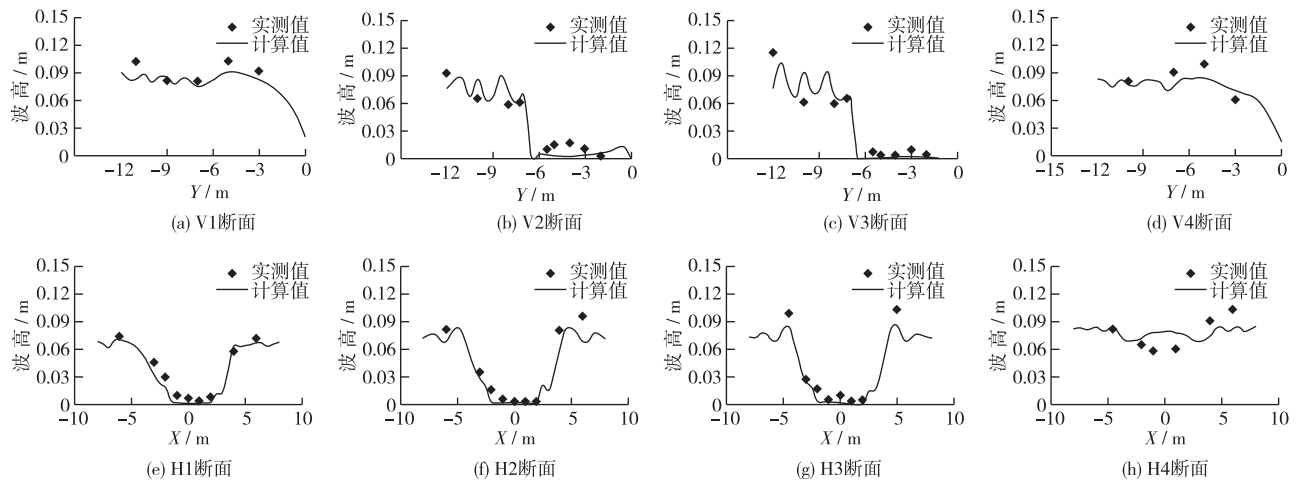 0.15
0.12
0.09
0.06
0.03
0
波 高 / m
实测值
计算值
−15
−12
−9
−6
−3
0
Y / m
(a) V1断面
0.15
0.12
0.09
0.06
0.03
0
波 高 / m
实测值
计算值
−15
−12
−9
−6
−3
0
Y / m
(b) V2断面
0.15
0.12
0.09
0.06
0.03
0
波 高 / m
实测值
计算值
−15
−12
−9
−6
−3
0
Y / m
(c) V3断面
0.15
0.12
0.09
0.06
0.03
0
波 高 / m
实测值
计算值
−15
−12
−9
−6
−3
0
Y / m
(d) V4断面
0.15
0.12
0.09
0.06
0.03
0
波 高 / m
实测值
计算值
−10
−5
0
5
10
X / m
(e) H1断面
0.15
0.12
0.09
0.06
0.03
0
波 高 / m
实测值
计算值
−10
−5
0
5
10
X / m
(f) H2断面
0.15
0.12
0.09
0.06
0.03
0
波 高 / m
实测值
计算值
−10
−5
0
5
10
X / m
(g) H3断面
0.15
0.12
0.09
0.06
0.03
0
波 高 / m
实测值
计算值
−10
−5
0
5
10
X / m
(h) H4断面